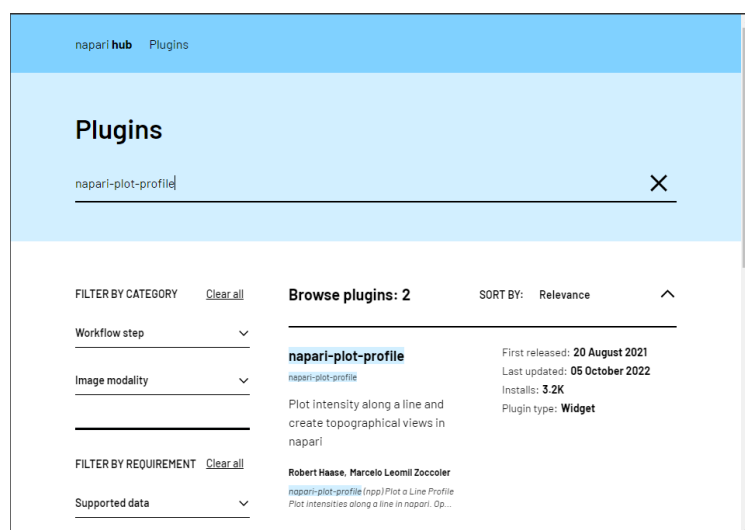 napari hub Plugins
Plugins
napari-plot-profile
FILTER BY CATEGORY Clear all
Workflow step
Image modality
FILTER BY REQUIREMENT Clear all
Supported data
Browse plugins: 2 SORT BY: Relevance
napari-plot-profile
napari-plot-profile
Plot intensity along a line and
create topographical views in
napari
Robert Haase, Marcelo Leomil Zoccoler
napari-plot-profile (npp) Plot a Line Profile
Plot intensities along a line in napari. Op...
First released: 20 August 2021
Last updated: 05 October 2022
Installs: 3.2K
Plugin type: Widget